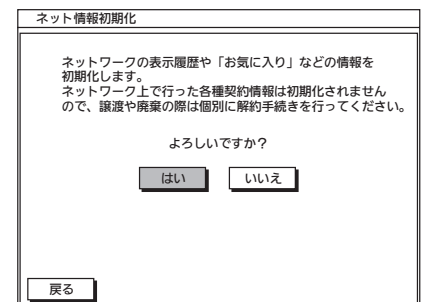 ネット情報初期化
ネットワークの表示履歴や「お気に入り」などの情報を
初期化します。
ネットワーク上で行った各種契約情報は初期化されません
ので、譲渡や廃棄の際は個別に解約手続きを行ってください。
よろしいですか?
はい いいえ
戻る